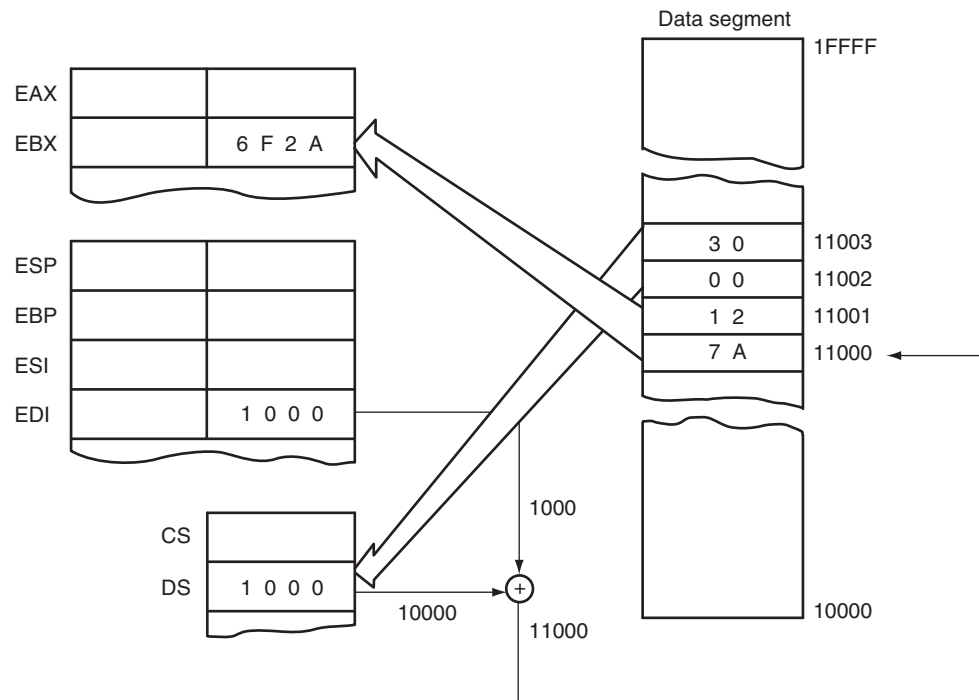 Data segment
1FFFF
EAX
EBX 6 F 2 A
3 0 11003
0 0 11002
1 2 11001
7 A 11000
ESP
EBP
ESI
EDI 1 0 0 0
1000
CS
DS 1 0 0 0
10000
+
11000
10000